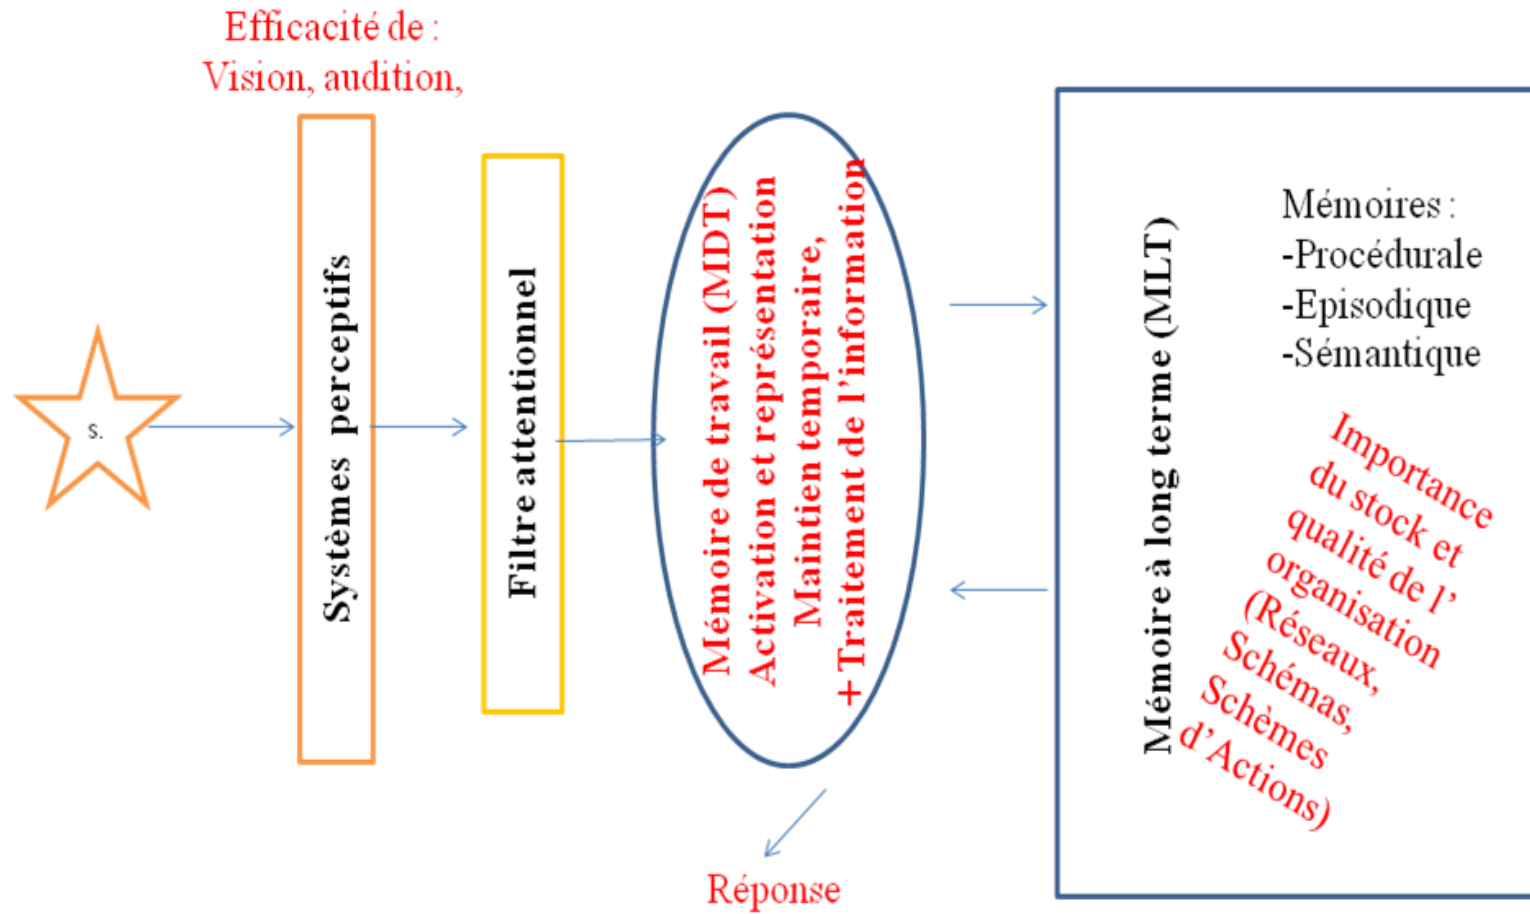 Efficacité de :
Vision, audition,
s.
Systèmes perceptifs
Filtre attentionnel
Mémoire de travail (MDT)
Activation et représentation
Maintien temporaire,
+ Traitement de l’information
Réponse
Mémoire à long terme (MLT)
Mémoires :
-Procédurale
-Episodique
-Sémantique
Importance
du stock et
qualité de l’
organisation
(Réseaux,
Schémas,
Schèmes
d’Actions)